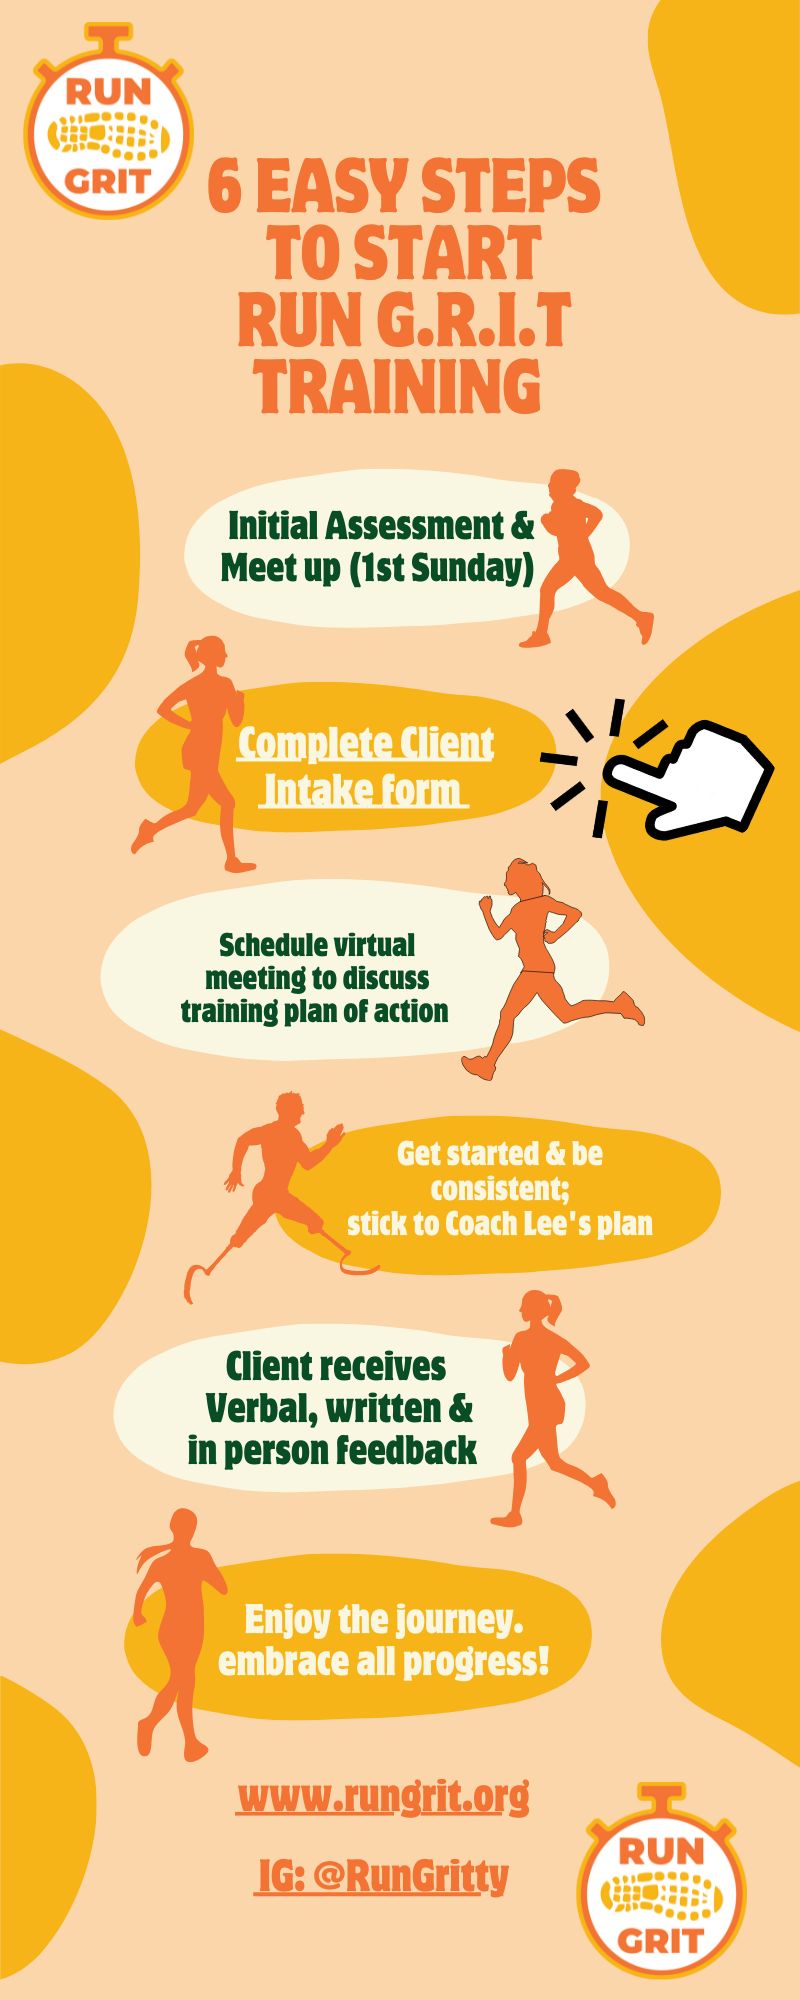 RUN
GRIT
6 EASY STEPS
TO START
RUN G.R.I.T
TRAINING
Initial Assessment &
Meet up (1st Sunday)
Complete Client
Intake form
Schedule virtual
meeting to discuss
training plan of action
Get started & be
consistent;
stick to Coach Lee's plan
Client receives
Verbal, written &
in person feedback
Enjoy the journey.
embrace all progress!
www.rungrit.org
IG: @RunGritty
RUN
GRIT